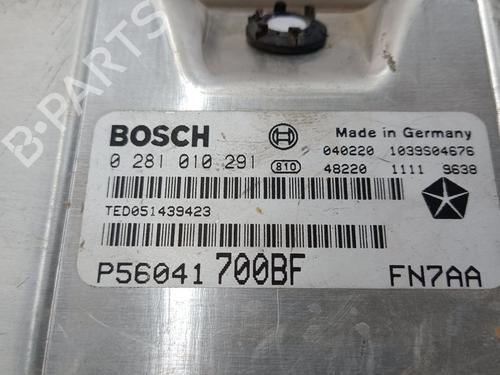 BOSCH
Made in Germany
0 281 010 291
810
040220 1039S04676
48220 1111 9638
TED051439423
P56041 700BF FN7AA
B-PARTS